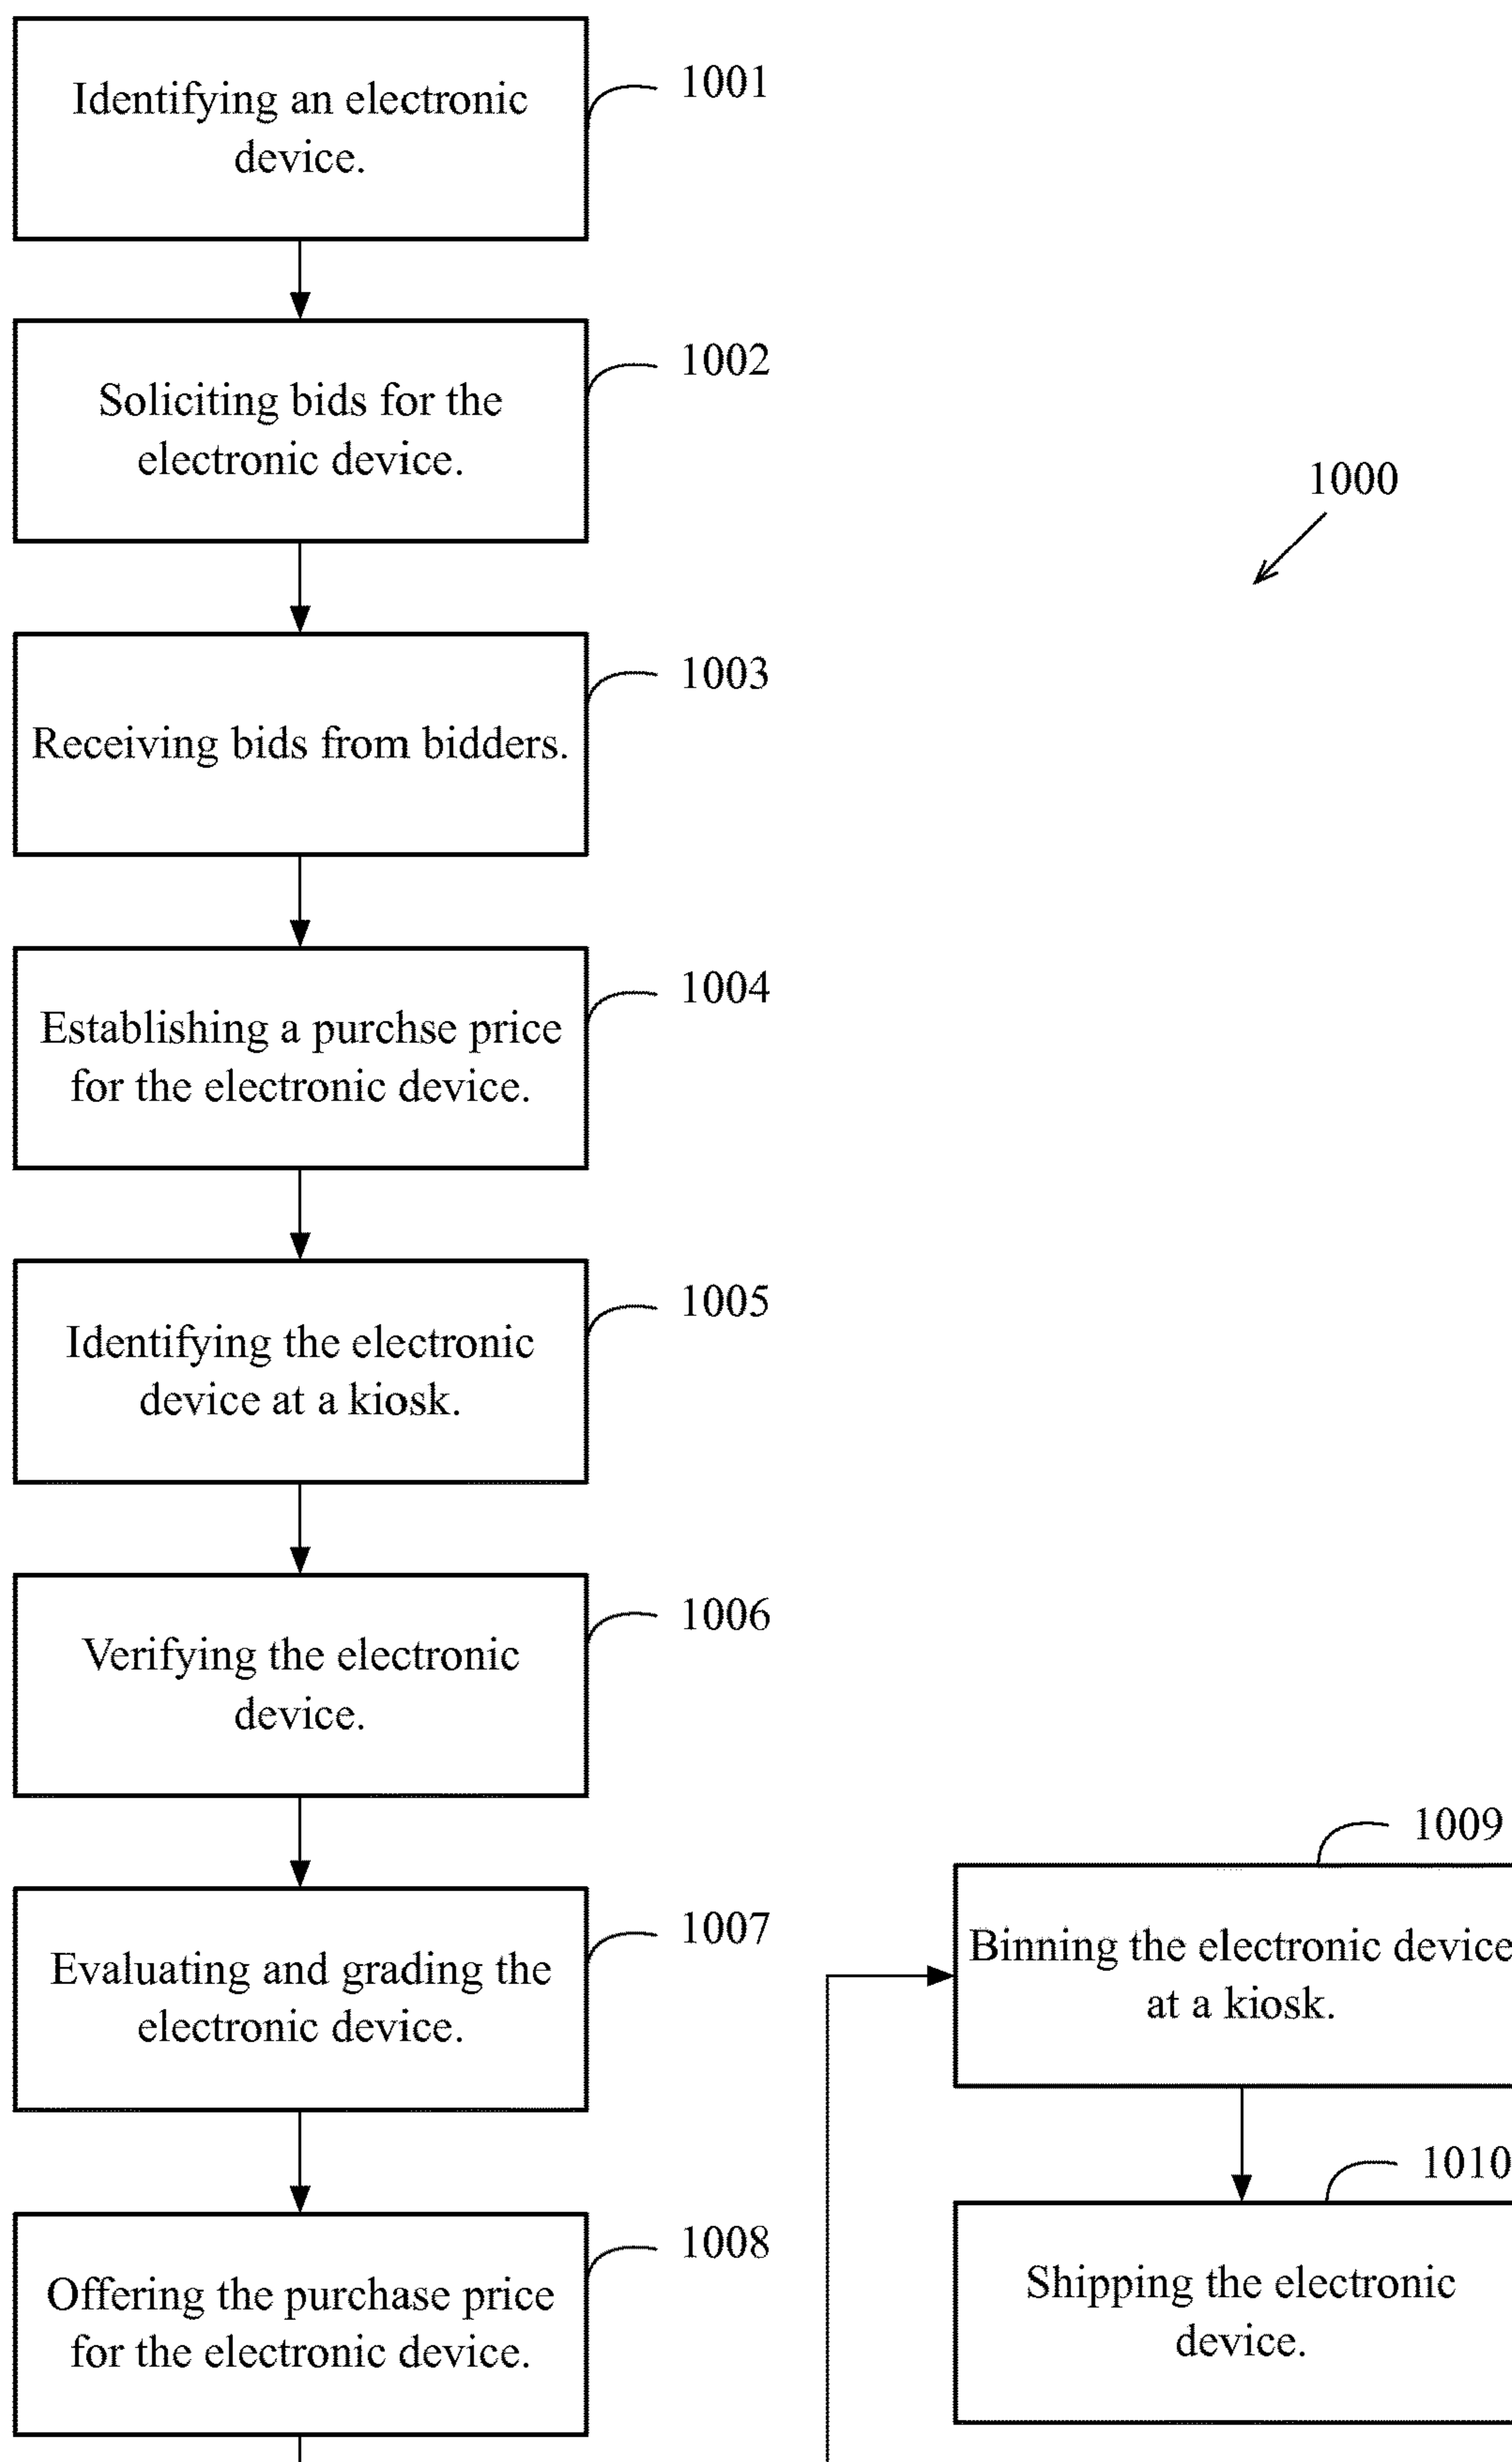 Identifying an electronic
device.
1001
Soliciting bids for the
electronic device.
1002
1000
Receiving bids from bidders.
1003
Establishing a purchse price
for the electronic device.
1004
Identifying the electronic
device at a kiosk.
1005
Verifying the electronic
device.
1006
Evaluating and grading the
electronic device.
1007
Offering the purchase price
for the electronic device.
1008
1009
Binning the electronic device
at a kiosk.
1010
Shipping the electronic
device.